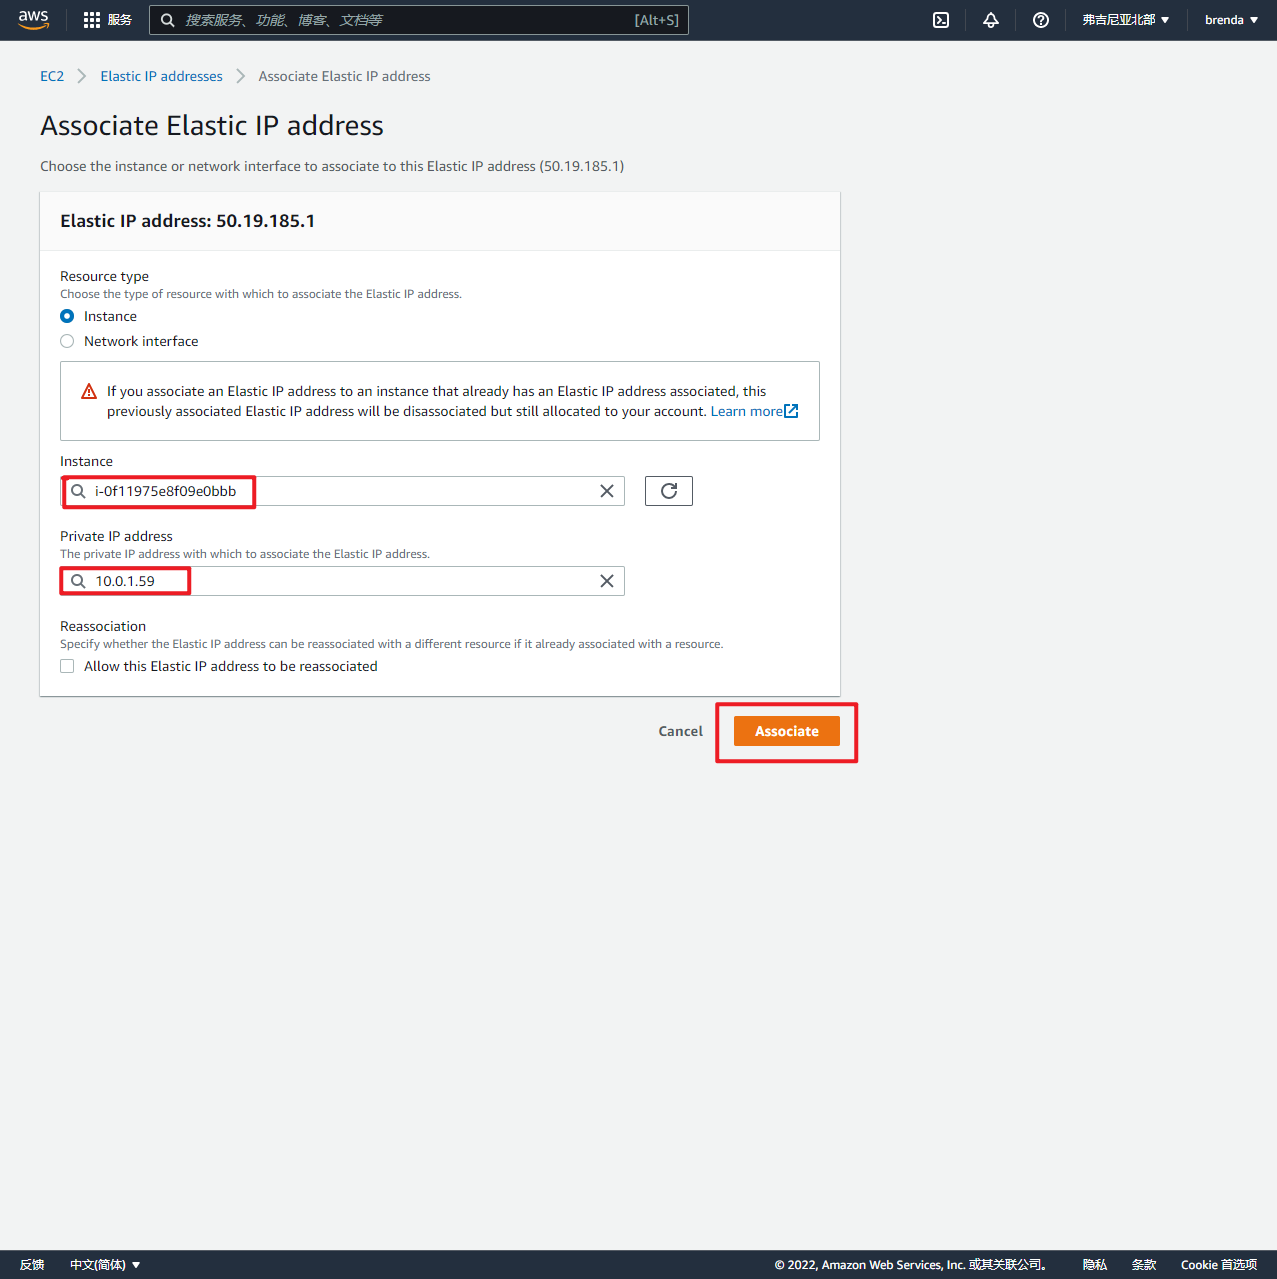 aws 服务 搜索服务、功能、博客、文档等 [Alt+S] 弗吉尼亚北部 brenda
EC2 Elastic IP addresses Associate Elastic IP address
Associate Elastic IP address
Choose the instance or network interface to associate to this Elastic IP address (50.19.185.1)
Elastic IP address: 50.19.185.1
Resource type
Choose the type of resource with which to associate the Elastic IP address.
Instance
Network interface
If you associate an Elastic IP address to an instance that already has an Elastic IP address associated, this
previously associated Elastic IP address will be disassociated but still allocated to your account. Learn more
Instance
i-0f11975e8f09e0bbb
Private IP address
The private IP address with which to associate the Elastic IP address.
10.0.1.59
Reassociation
Specify whether the Elastic IP address can be reassociated with a different resource if it already associated with a resource.
Allow this Elastic IP address to be reassociated
Cancel Associate
反馈 中文(简体) © 2022, Amazon Web Services, Inc. 或其关联公司。 隐私 条款 Cookie 首选项